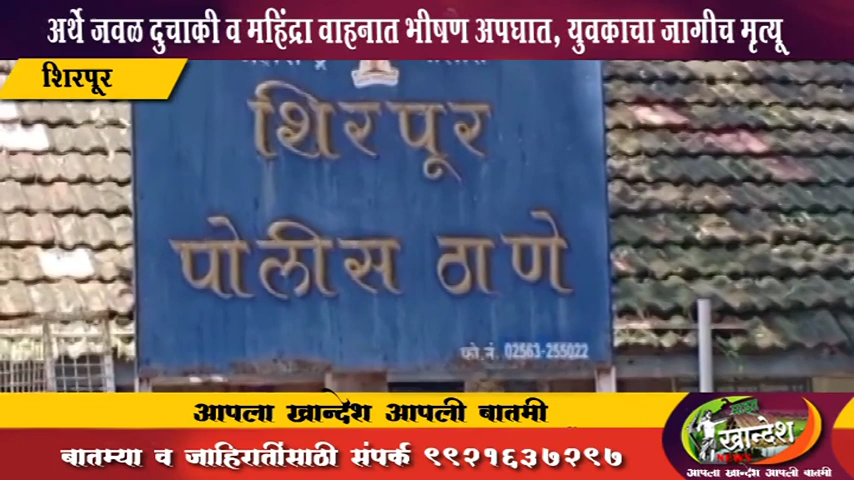 अर्थे जवळ दुचाकी व महिंद्रा वाहनात भीषण अपघात, युवकाचा जागीच मृत्यू
शिरपूर
शिरपूर
पोलीस ठाणे
फो.नं. 02563-255022
आपला खान्देश आपली बातमी
बातम्या व जाहिरातींसाठी संपर्क ९९२१६३७२९७
माझा
खान्देश
NEWS
आपला खान्देश आपली बातमी